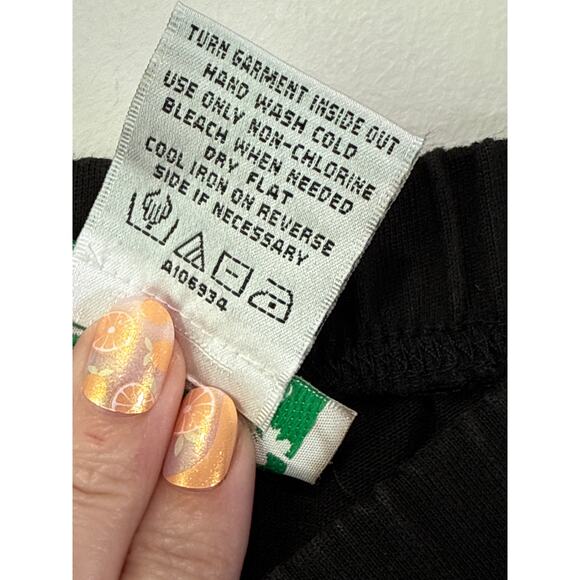 TURN GARMENT INSIDE OUT
HAND WASH COLD
USE ONLY NON-CHLORINE
BLEACH WHEN NEEDED
DRY FLAT
COOL IRON ON REVERSE
SIDE IF NECESSARY
A106934